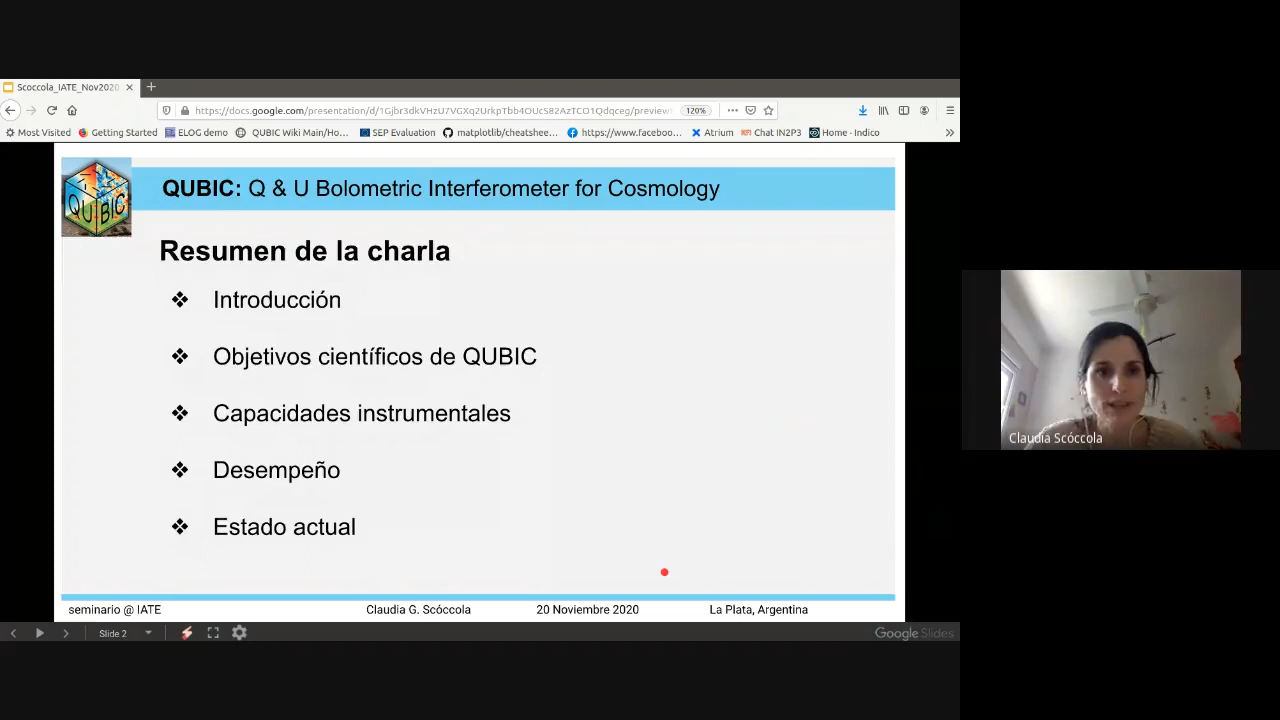 Scoccola_IATE_Nov2020
https://docs.google.com/presentation/d/1Gjbr3dkVHzU7VGXq2UrkpTbb4OUcS82AzTCO1Qdqceg/preview
120%
Most Visited Getting Started ELOG demo QUBIC Wiki Main/Ho... SEP Evaluation matplotlib/cheatshee... https://www.faceboo... Atrium Chat IN2P3 Home · Indico
QUBIC
QUBIC: Q & U Bolometric Interferometer for Cosmology
Resumen de la charla
❖ Introducción
❖ Objetivos científicos de QUBIC
❖ Capacidades instrumentales
❖ Desempeño
❖ Estado actual
seminario @ IATE Claudia G. Scóccola 20 Noviembre 2020 La Plata, Argentina
Slide 2
Google Slides
Claudia Scóccola